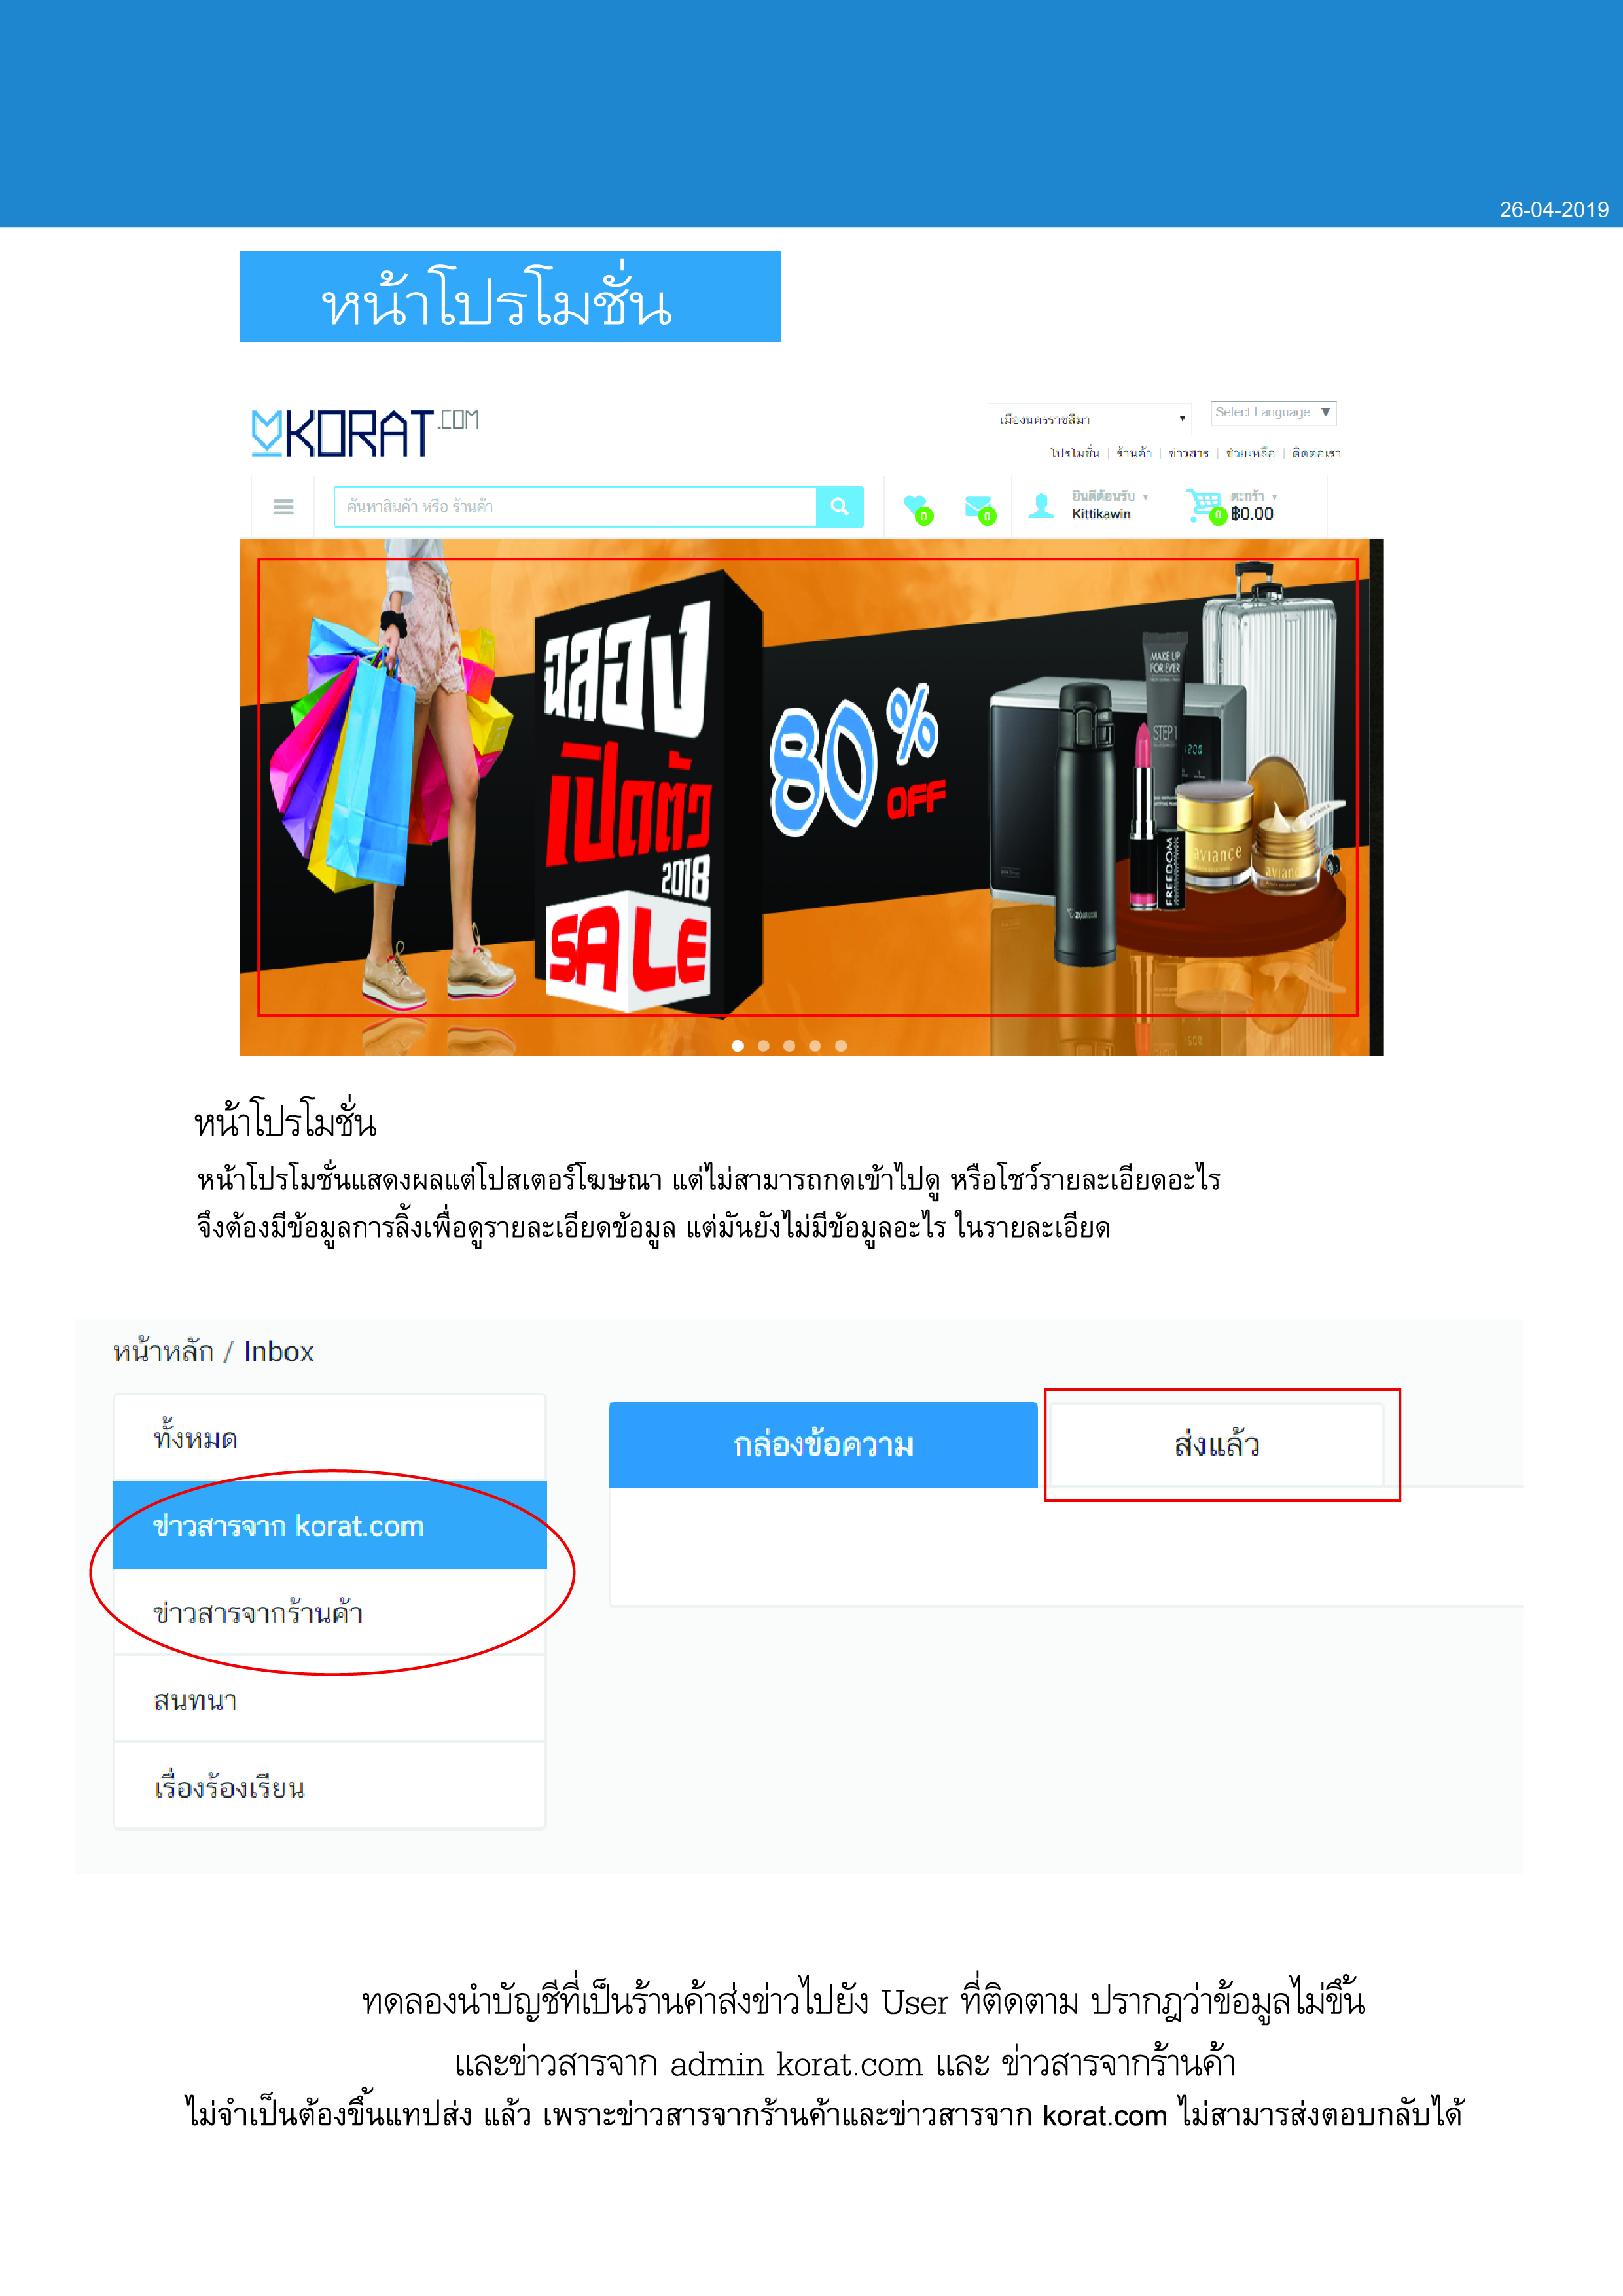 26-04-2019
หน้าโปรโมชั่น
KORAT.COM
เมืองนครราชสีมา
Select Language
โปรโมชั่น | ร้านค้า | ข่าวสาร | ช่วยเหลือ | ติดต่อเรา
ค้นหาสินค้า หรือ ร้านค้า
0
0
ยินดีต้อนรับ
Kittikawin
0
ตะกร้า
฿0.00
ฉลอง
เปิดตัว
2018
SALE
80%
OFF
MAKE UP
FOR EVER
STEP 1
FREEDOM
aviance
ZOJIRUSHI
หน้าโปรโมชั่น
หน้าโปรโมชั่นแสดงผลแต่โปสเตอร์โฆษณา แต่ไม่สามารถกดเข้าไปดู หรือโชว์รายละเอียดอะไร
จึงต้องมีข้อมูลการลิ้งเพื่อดูรายละเอียดข้อมูล แต่มันยังไม่มีข้อมูลอะไร ในรายละเอียด
หน้าหลัก / Inbox
ทั้งหมด
ข่าวสารจาก korat.com
ข่าวสารจากร้านค้า
สนทนา
เรื่องร้องเรียน
กล่องข้อความ
ส่งแล้ว
ทดลองนำบัญชีที่เป็นร้านค้าส่งข่าวไปยัง User ที่ติดตาม ปรากฎว่าข้อมูลไม่ขึ้น
และข่าวสารจาก admin korat.com และ ข่าวสารจากร้านค้า
ไม่จำเป็นต้องขึ้นแทปส่ง แล้ว เพราะข่าวสารจากร้านค้าและข่าวสารจาก korat.com ไม่สามารส่งตอบกลับได้